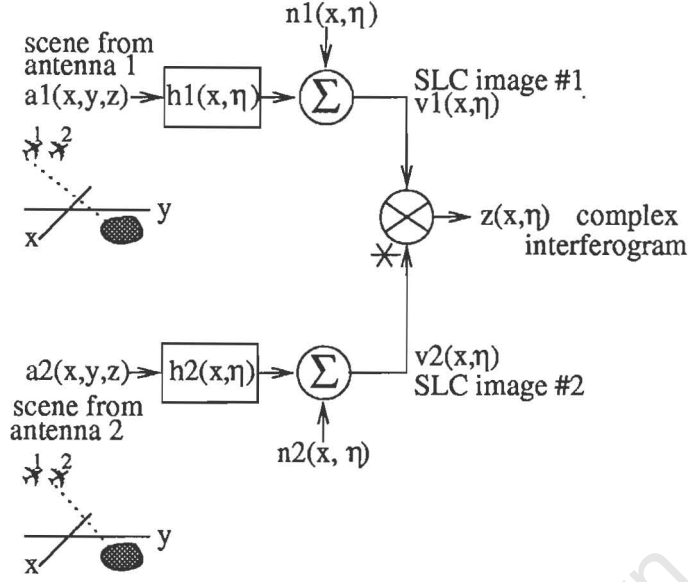 n1(x,η)
scene from
antenna 1
a1(x,y,z)
h1(x,η)
Σ
SLC image #1
v1(x,η)
1 2
y
x
*
z(x,η) complex
interferogram
a2(x,y,z)
h2(x,η)
Σ
v2(x,η)
SLC image #2
scene from
antenna 2
n2(x, η)
1 2
y
x